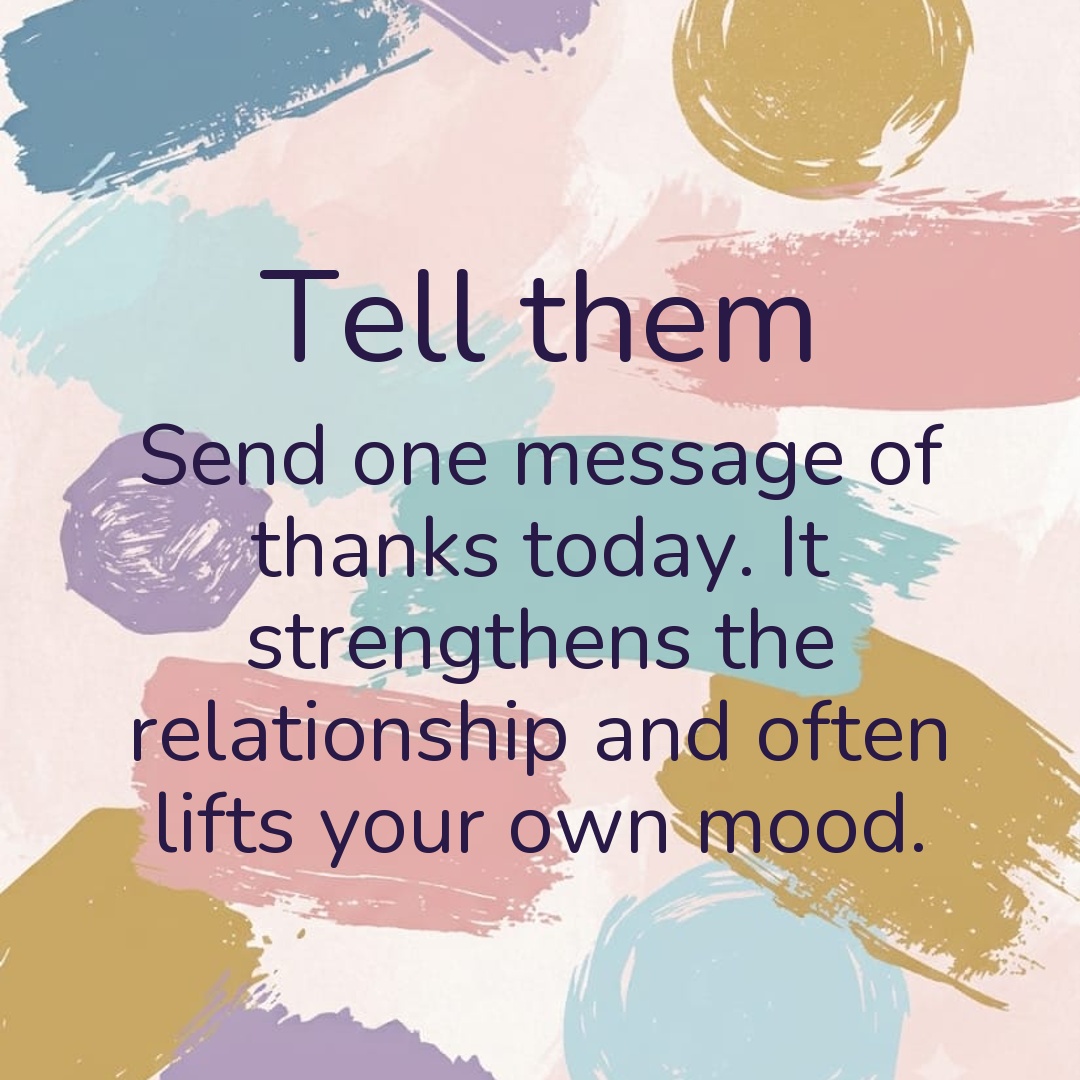 Tell them
Send one message of
thanks today. It
strengthens the
relationship and often
lifts your own mood.